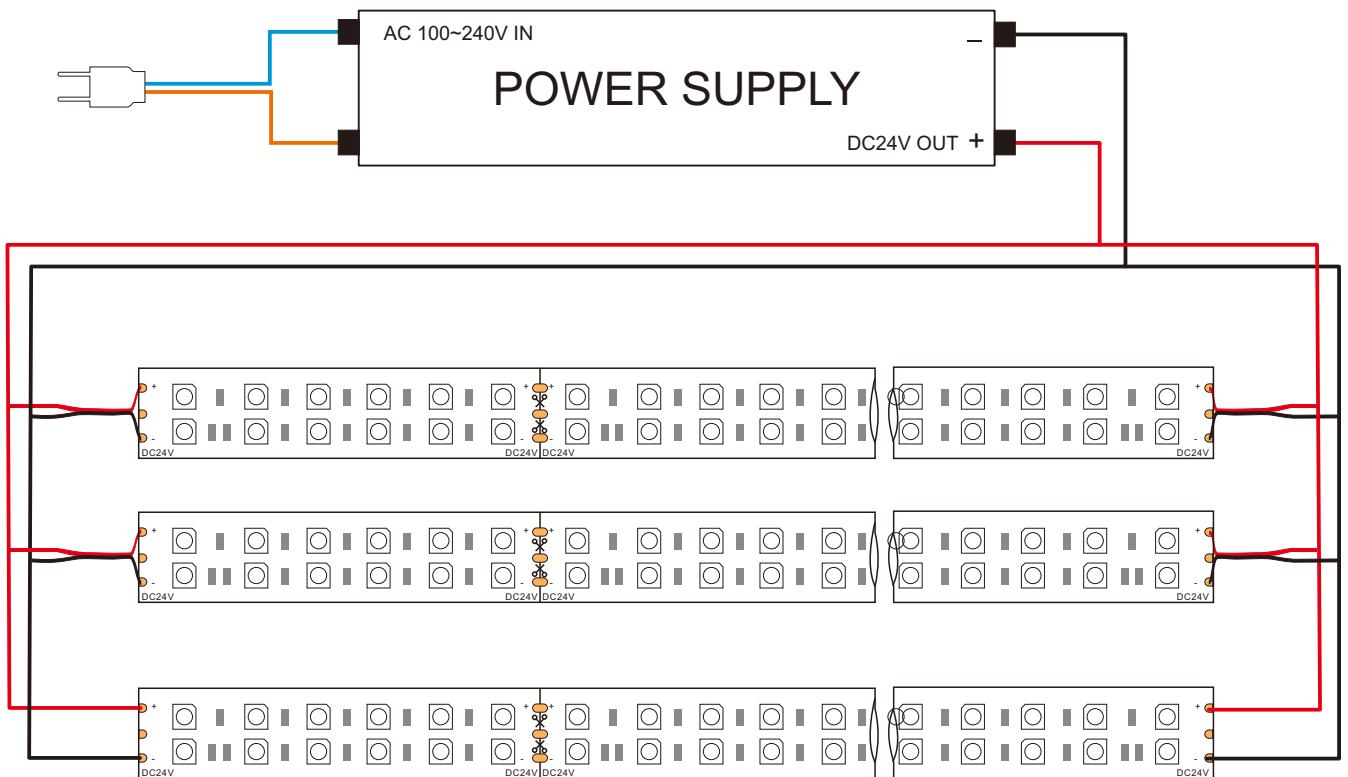 AC 100~240V IN
–
POWER SUPPLY
DC24V OUT +
+ + + +
- - -
DC24V DC24V DC24V DC24V
+ + + +
- - -
DC24V DC24V DC24V DC24V
+ + + +
- - - -
DC24V DC24V DC24V DC24V